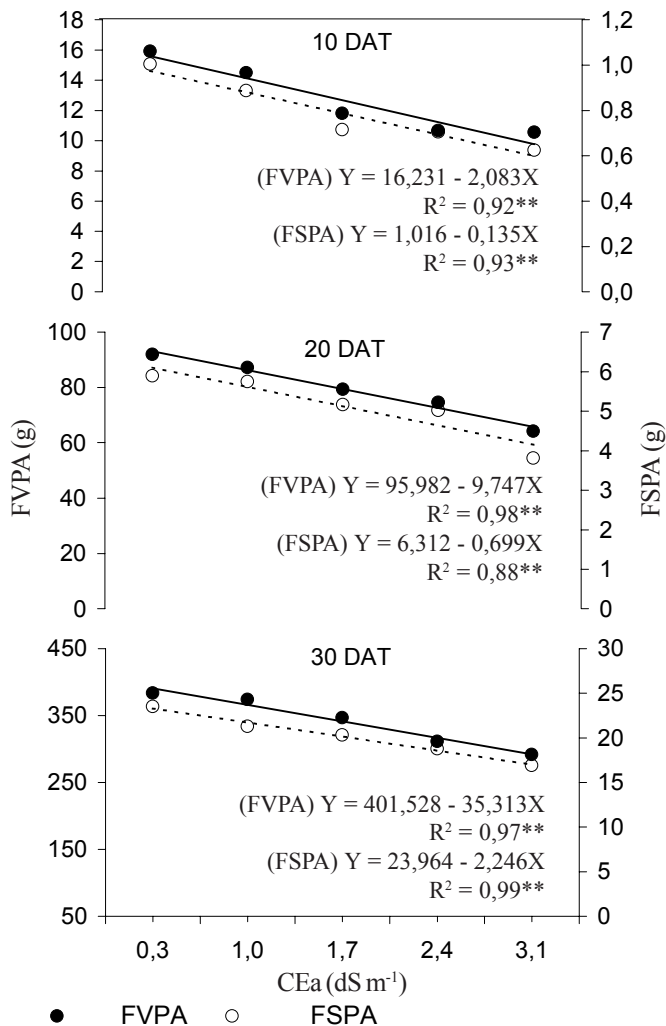 18 1,2
10 DAT
16 1,0
14
12 0,8
10 0,6
8
(FVPA) Y = 16,231 - 2,083X
R² = 0,92**
(FSPA) Y = 1,016 - 0,135X
R² = 0,93**
6 0,4
4 0,2
2
0 0,0
100 7
20 DAT
80 6
5
60 4
FVPA (g)
FSPA (g)
(FVPA) Y = 95,982 - 9,747X
R² = 0,98**
(FSPA) Y = 6,312 - 0,699X
R² = 0,88**
40 3
20 2
1
0 0
450 30
30 DAT
350 25
20
250 15
(FVPA) Y = 401,528 - 35,313X
R² = 0,97**
(FSPA) Y = 23,964 - 2,246X
R² = 0,99**
150 10
5
50 0
0,3 1,0 1,7 2,4 3,1
CEa (dS m⁻¹)
FVPA FSPA